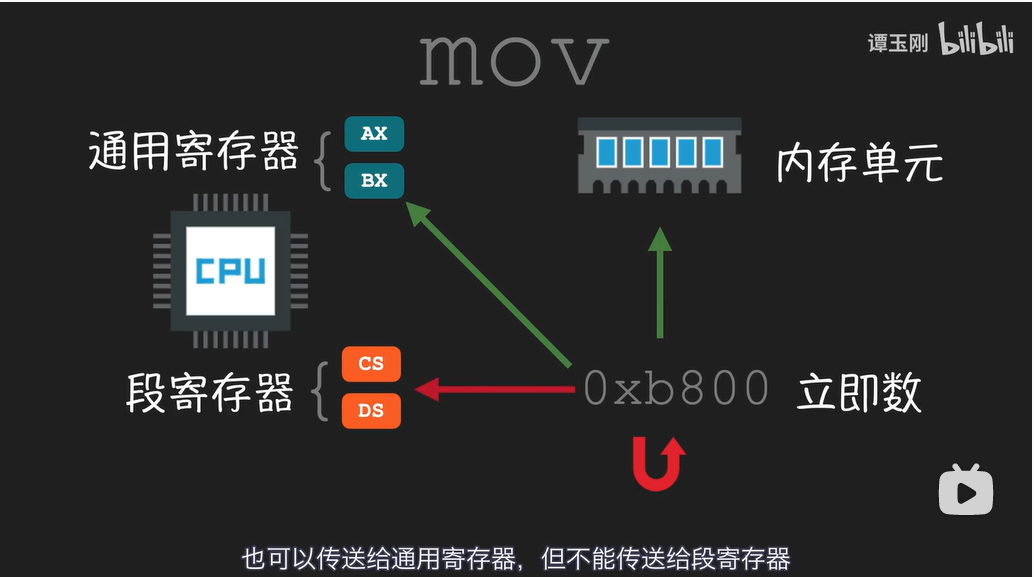 谭玉刚 bilibili
mov
通用寄存器
AX
BX
内存单元
CPU
段寄存器
CS
DS
0xb800
立即数
也可以传送给通用寄存器，但不能传送给段寄存器